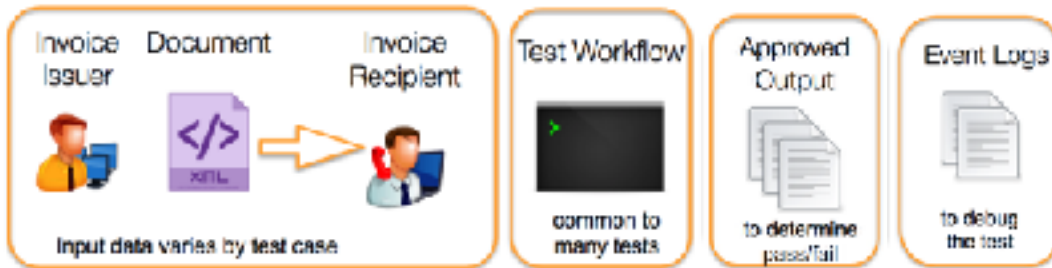 Invoice
Issuer
Document
XML
Invoice
Recipient
Input data varies by test case
Test Workflow
common to
many tests
Approved
Output
to determine
pass/fail
Event Logs
to debug
the test